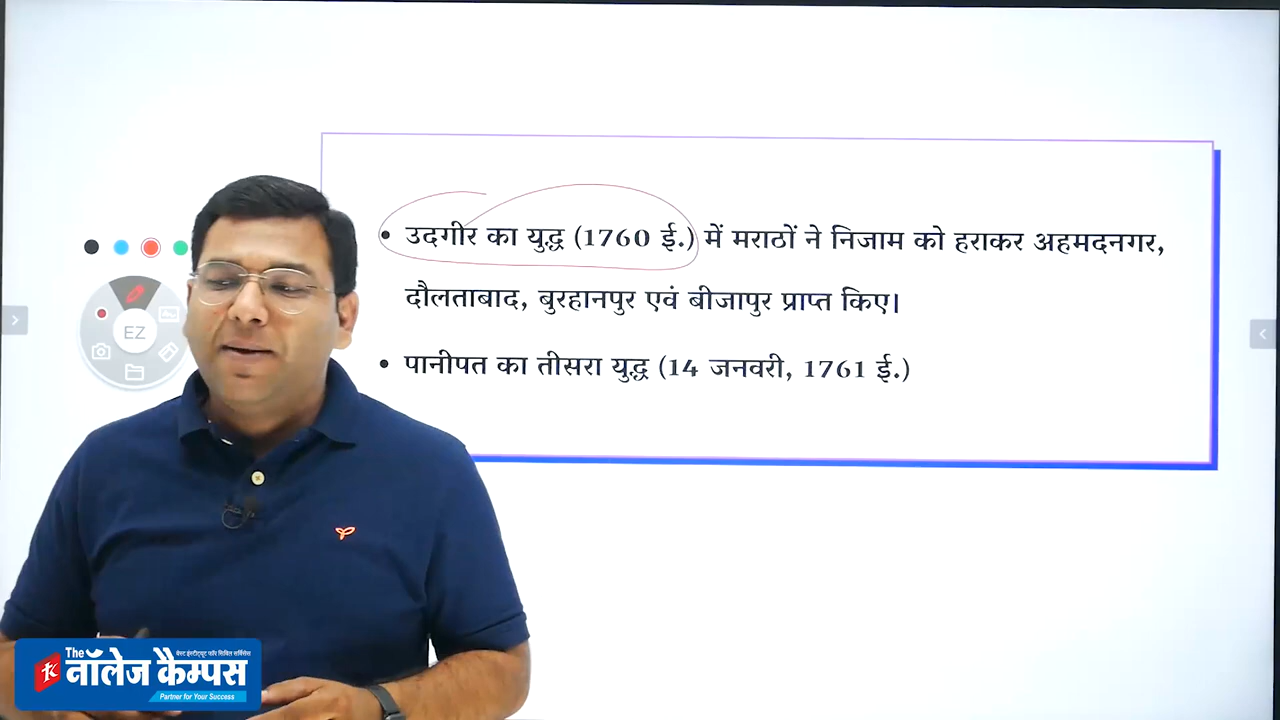 • उदगीर का युद्ध (1760 ई.) में मराठों ने निजाम को हराकर अहमदनगर,
दौलताबाद, बुरहानपुर एवं बीजापुर प्राप्त किए।
• पानीपत का तीसरा युद्ध (14 जनवरी, 1761 ई.)
EZ
The
बेस्ट इंस्टीट्यूट फॉर सिविल सर्विसेस
नॉलेज कैम्पस
Partner for Your Success